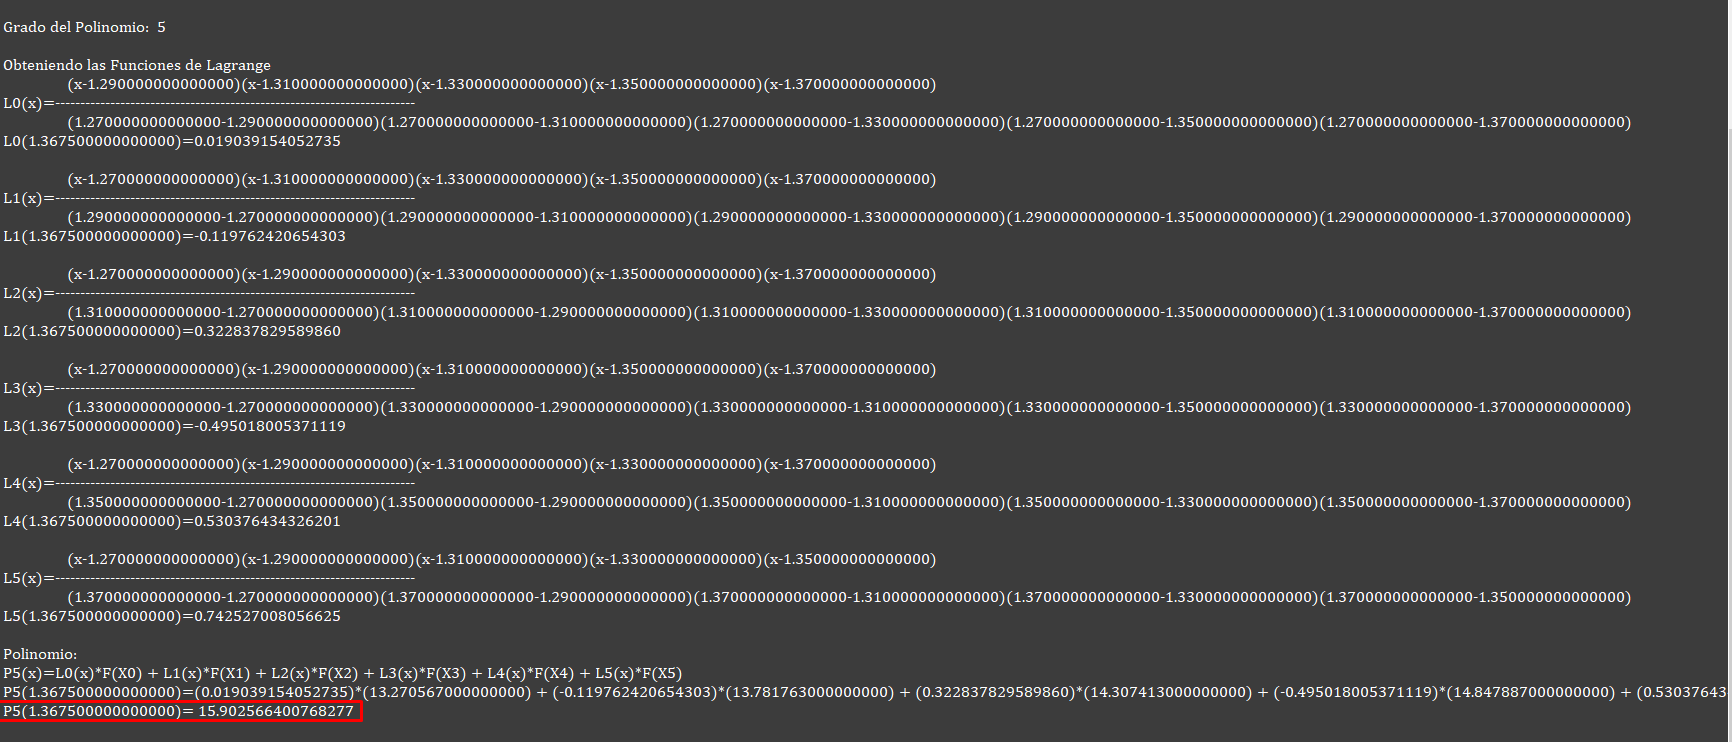 Grado del Polinomio:  5
Obteniendo las Funciones de Lagrange
(x-1.290000000000000)(x-1.310000000000000)(x-1.330000000000000)(x-1.350000000000000)(x-1.370000000000000)
L0(x)=------------------------------------------------------------------------
(1.270000000000000-1.290000000000000)(1.270000000000000-1.310000000000000)(1.270000000000000-1.330000000000000)(1.270000000000000-1.350000000000000)(1.270000000000000-1.370000000000000)
L0(1.367500000000000)=0.019039154052735
(x-1.270000000000000)(x-1.310000000000000)(x-1.330000000000000)(x-1.350000000000000)(x-1.370000000000000)
L1(x)=------------------------------------------------------------------------
(1.290000000000000-1.270000000000000)(1.290000000000000-1.310000000000000)(1.290000000000000-1.330000000000000)(1.290000000000000-1.350000000000000)(1.290000000000000-1.370000000000000)
L1(1.367500000000000)=-0.119762420654303
(x-1.270000000000000)(x-1.290000000000000)(x-1.330000000000000)(x-1.350000000000000)(x-1.370000000000000)
L2(x)=------------------------------------------------------------------------
(1.310000000000000-1.270000000000000)(1.310000000000000-1.290000000000000)(1.310000000000000-1.330000000000000)(1.310000000000000-1.350000000000000)(1.310000000000000-1.370000000000000)
L2(1.367500000000000)=0.322837829589860
(x-1.270000000000000)(x-1.290000000000000)(x-1.310000000000000)(x-1.350000000000000)(x-1.370000000000000)
L3(x)=------------------------------------------------------------------------
(1.330000000000000-1.270000000000000)(1.330000000000000-1.290000000000000)(1.330000000000000-1.310000000000000)(1.330000000000000-1.350000000000000)(1.330000000000000-1.370000000000000)
L3(1.367500000000000)=-0.495018005371119
(x-1.270000000000000)(x-1.290000000000000)(x-1.310000000000000)(x-1.330000000000000)(x-1.370000000000000)
L4(x)=------------------------------------------------------------------------
(1.350000000000000-1.270000000000000)(1.350000000000000-1.290000000000000)(1.350000000000000-1.310000000000000)(1.350000000000000-1.330000000000000)(1.350000000000000-1.370000000000000)
L4(1.367500000000000)=0.530376434326201
(x-1.270000000000000)(x-1.290000000000000)(x-1.310000000000000)(x-1.330000000000000)(x-1.350000000000000)
L5(x)=------------------------------------------------------------------------
(1.370000000000000-1.270000000000000)(1.370000000000000-1.290000000000000)(1.370000000000000-1.310000000000000)(1.370000000000000-1.330000000000000)(1.370000000000000-1.350000000000000)
L5(1.367500000000000)=0.742527008056625
Polinomio:
P5(x)=L0(x)*F(X0) + L1(x)*F(X1) + L2(x)*F(X2) + L3(x)*F(X3) + L4(x)*F(X4) + L5(x)*F(X5)
P5(1.367500000000000)=(0.019039154052735)*(13.270567000000000) + (-0.119762420654303)*(13.781763000000000) + (0.322837829589860)*(14.307413000000000) + (-0.495018005371119)*(14.847887000000000) + (0.53037643
P5(1.367500000000000)= 15.902566400768277